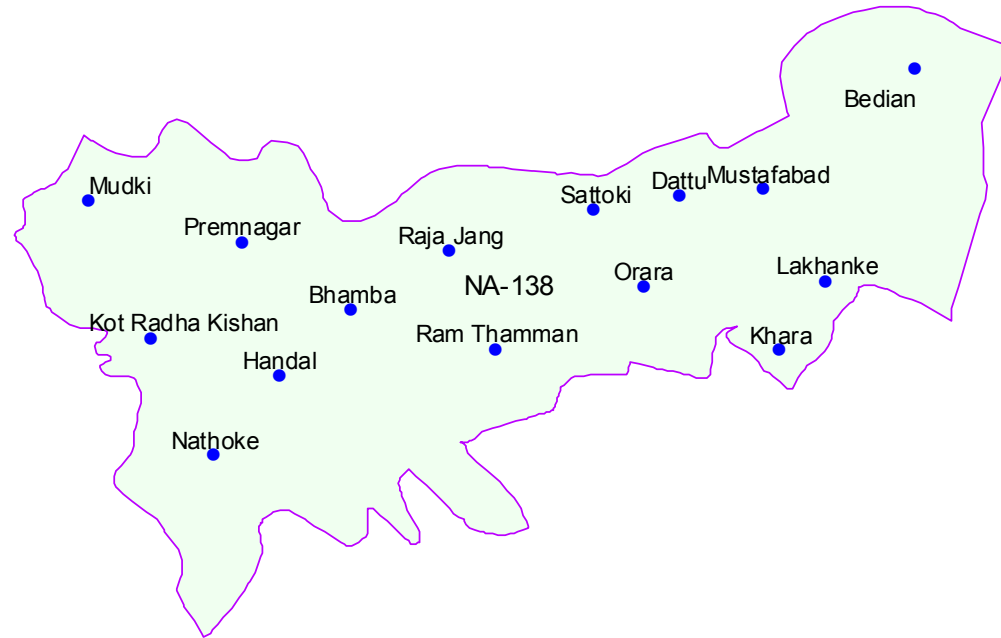 Bedian
Mudki
Dattu
Mustafabad
Sattoki
Premnagar
Raja Jang
Lakhanke
Orara
NA-138
Bhamba
Kot Radha Kishan
Ram Thamman
Khara
Handal
Nathoke